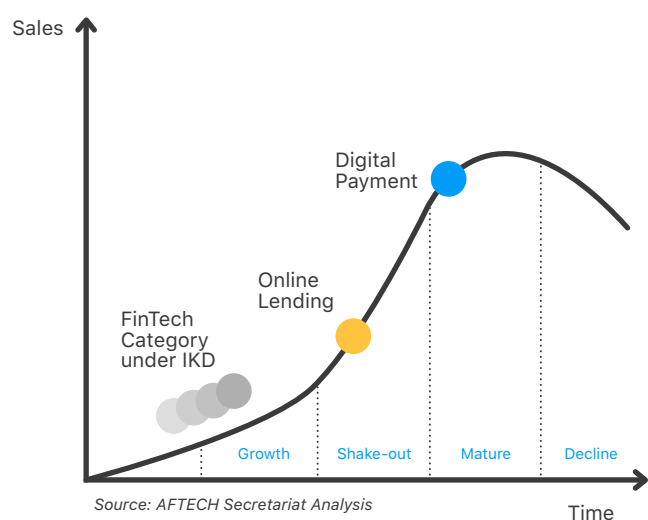 Sales
Digital
Payment
Online
Lending
FinTech
Category
under IKD
Growth
Shake-out
Mature
Decline
Source: AFTECH Secretariat Analysis
Time